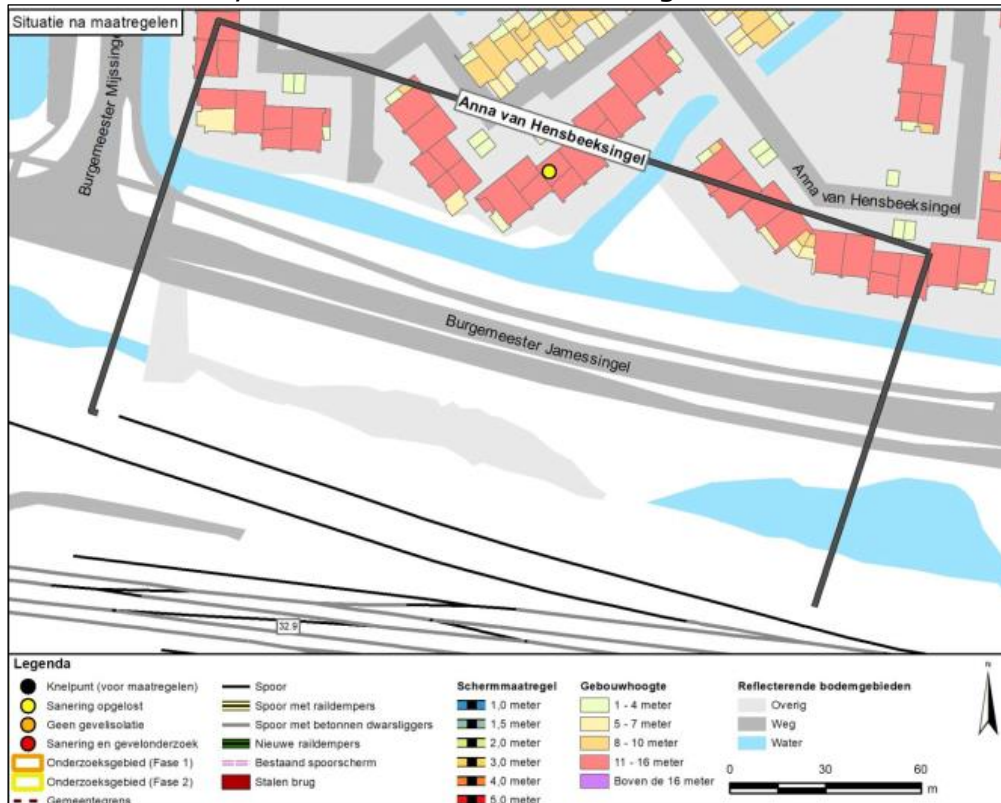 Situatie na maatregelen
Burgemeester Mijssinge
Anna van Hensbeeksingel
Anna van Hensbeeksingel
Burgemeester Jamessingel
32.9
Legenda
Knelpunt (voor maatregelen)
Sanering opgelost
Geen gevelisolatie
Sanering en gevelonderzoek
Onderzoeksgebied (Fase 1)
Onderzoeksgebied (Fase 2)
Gemeentegrens
Spoor
Spoor met raildempers
Spoor met betonnen dwarsliggers
Nieuwe raildempers
Bestaand spoorscherm
Stalen brug
Schermmaatregel
1,0 meter
1,5 meter
2,0 meter
3,0 meter
4,0 meter
5,0 meter
Gebouwhoogte
1 - 4 meter
5 - 7 meter
8 - 10 meter
11 - 16 meter
Boven de 16 meter
Reflecterende bodemgebieden
Overig
Weg
Water
N
0 30 60
m